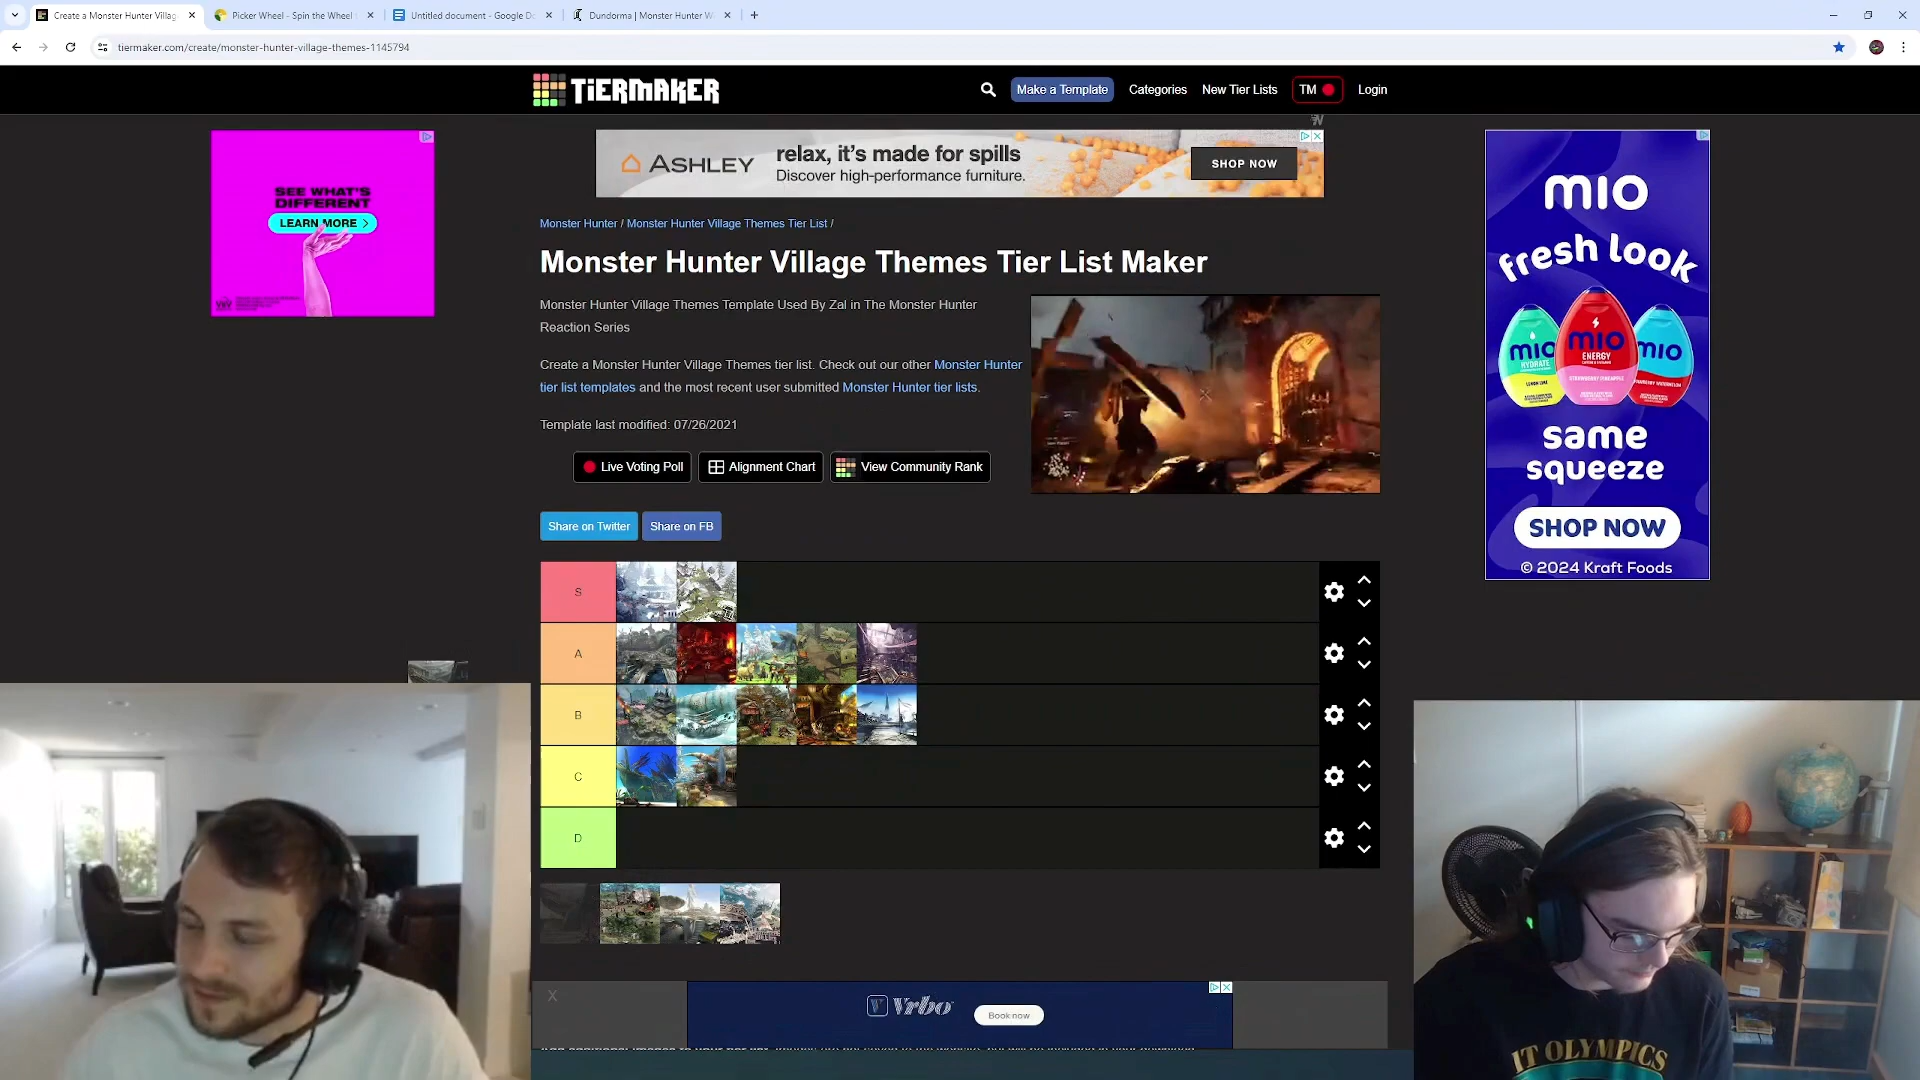 Create a Monster Hunter Villag
Picker Wheel - Spin the Wheel
Untitled document - Google Do
Dundorma | Monster Hunter W
tiermaker.com/create/monster-hunter-village-themes-1145794
TiERMAKER
Make a Template
Categories
New Tier Lists
TM
Login
SEE WHAT'S
DIFFERENT
LEARN MORE >
ASHLEY
relax, it's made for spills
Discover high-performance furniture.
SHOP NOW
Monster Hunter / Monster Hunter Village Themes Tier List /
Monster Hunter Village Themes Tier List Maker
Monster Hunter Village Themes Template Used By Zal in The Monster Hunter
Reaction Series
Create a Monster Hunter Village Themes tier list. Check out our other Monster Hunter
tier list templates and the most recent user submitted Monster Hunter tier lists.
Template last modified: 07/26/2021
Live Voting Poll
Alignment Chart
View Community Rank
Share on Twitter
Share on FB
S
A
B
C
D
mio
fresh look
mio
HYDRATE
mio
ENERGY
mio
same
squeeze
SHOP NOW
© 2024 Kraft Foods
X
Vrbo
Book now
IT OLYMPICS